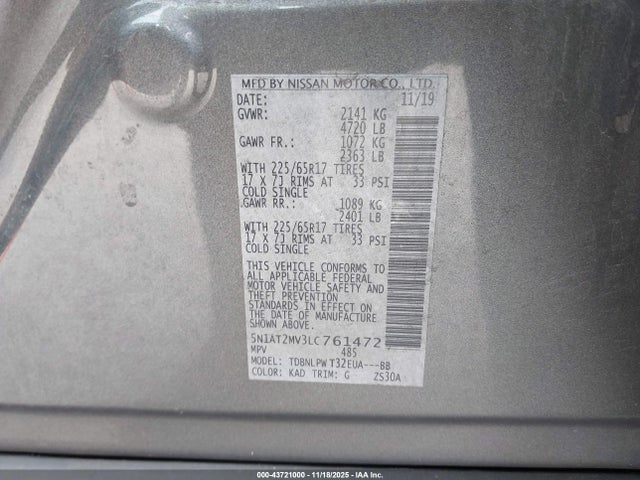 MFD BY NISSAN MOTOR CO., LTD.
DATE: 11/19
GVWR: 2141 KG
4720 LB
GAWR FR.: 1072 KG
2363 LB
WITH 225/65R17 TIRES
17 X 7J RIMS AT 33 PSI
COLD SINGLE
GAWR RR.: 1089 KG
2401 LB
WITH 225/65R17 TIRES
17 X 7J RIMS AT 33 PSI
COLD SINGLE
THIS VEHICLE CONFORMS TO
ALL APPLICABLE FEDERAL
MOTOR VEHICLE SAFETY AND
THEFT PREVENTION
STANDARDS IN EFFECT ON
THE DATE OF MANUFACTURE
SHOWN ABOVE.
5N1AT2MV3LC761472
MPV 485
MODEL: TDBNLPW T32EUA---BB
COLOR: KAD TRIM: G ZS30A
000-43721000 - 11/18/2025 - IAA Inc.